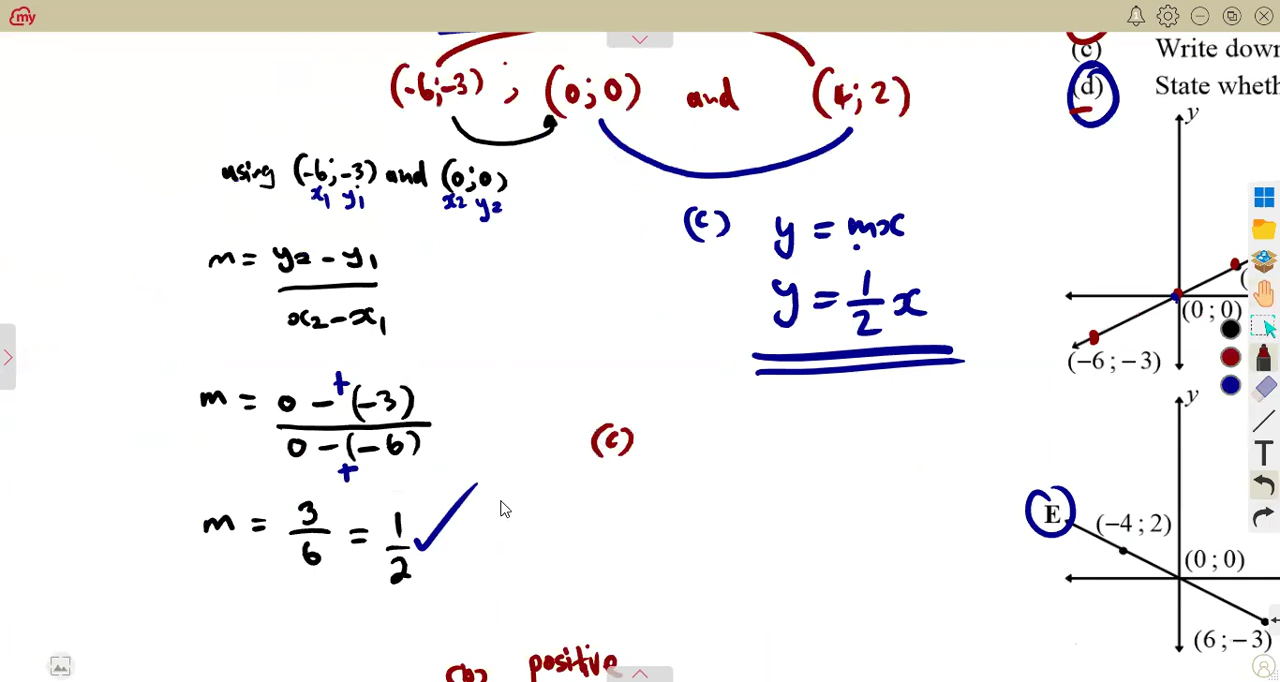 my
(-6;-3) ; (0;0) and (4;2)
using (-6;-3) and (0;0)
x1 y1 x2 y2
m = y2 - y1
x2 - x1
m = 0 - (-3)
+
0 - (-6)
+
m = 3/6 = 1/2
(b) positive
(c) y = mx
y = 1/2 x
(c)
(c) Write down
(d) State wheth
y
(0 ; 0)
(−6 ; −3)
(
y
E
(−4 ; 2)
(0 ; 0)
(6 ; −3)
T